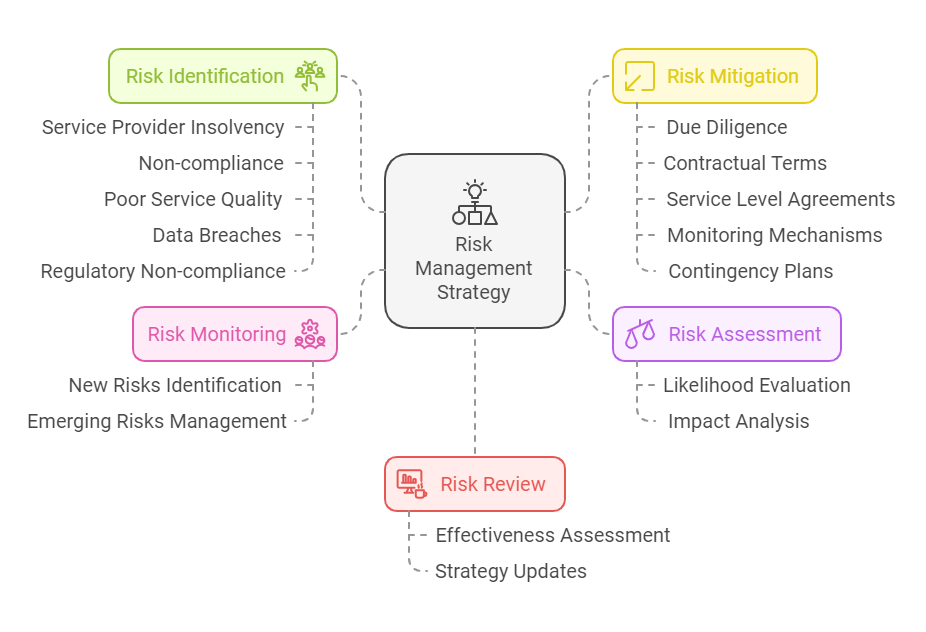 Risk Identification
Service Provider Insolvency
Non-compliance
Poor Service Quality
Data Breaches
Regulatory Non-compliance
Risk Monitoring
New Risks Identification
Emerging Risks Management
Risk
Management
Strategy
Risk Mitigation
Due Diligence
Contractual Terms
Service Level Agreements
Monitoring Mechanisms
Contingency Plans
Risk Assessment
Likelihood Evaluation
Impact Analysis
Risk Review
Effectiveness Assessment
Strategy Updates